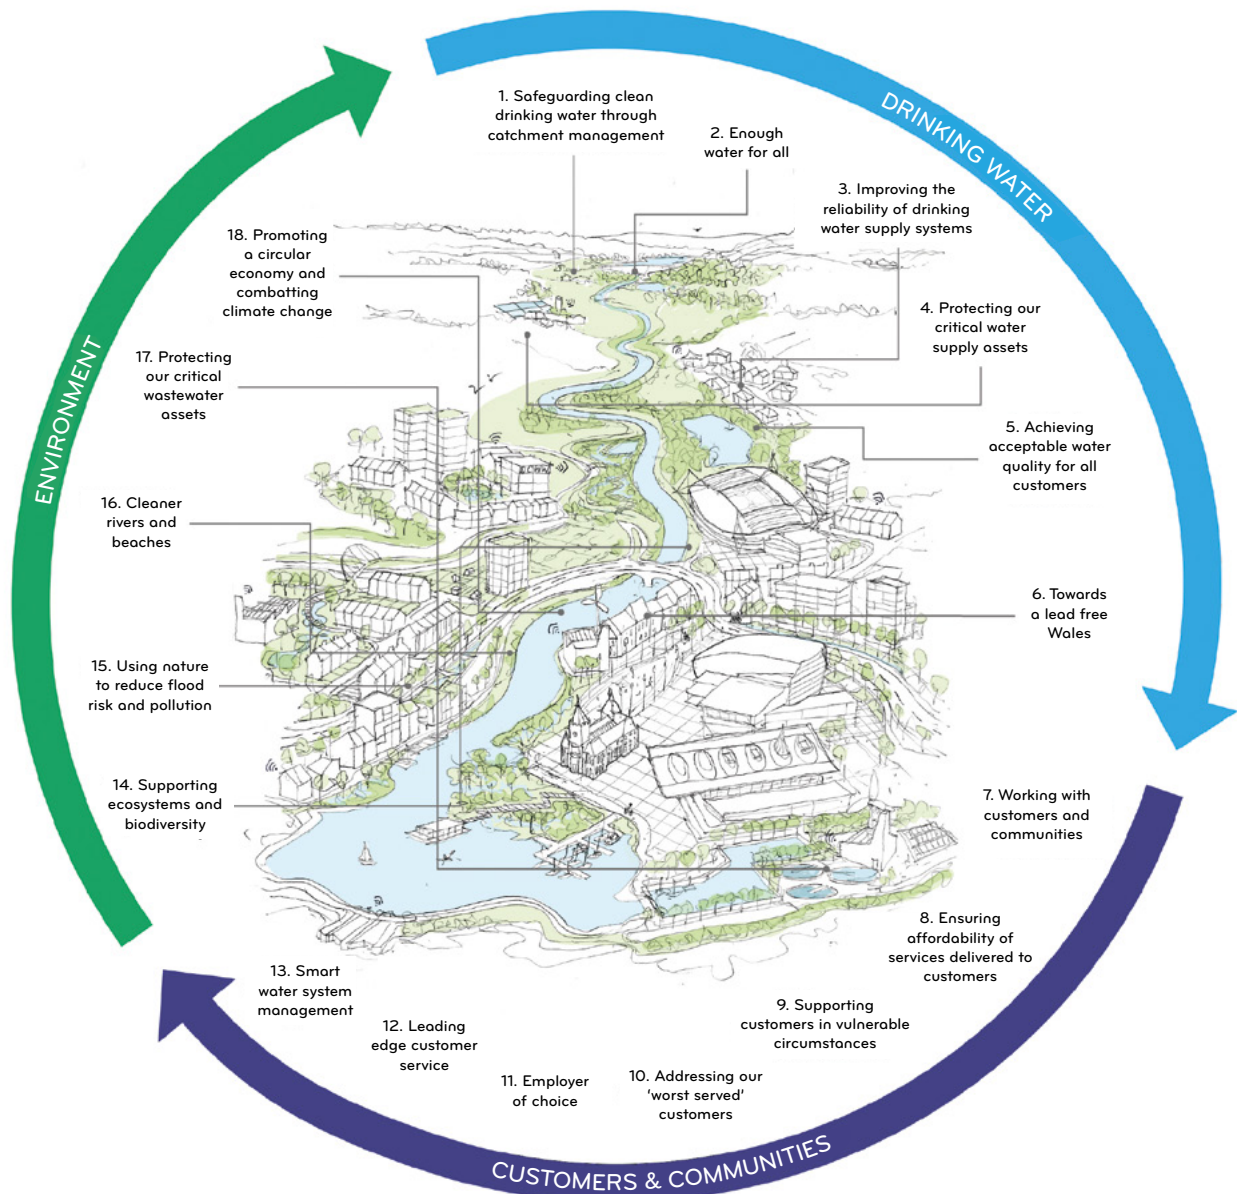 DRINKING WATER
1. Safeguarding clean
drinking water through
catchment management
2. Enough
water for all
3. Improving the
reliability of drinking
water supply systems
4. Protecting our
critical water
supply assets
5. Achieving
acceptable water
quality for all
customers
6. Towards
a lead free
Wales
7. Working with
customers and
communities
8. Ensuring
affordability of
services delivered to
customers
9. Supporting
customers in vulnerable
circumstances
10. Addressing our
'worst served'
customers
11. Employer
of choice
12. Leading
edge customer
service
13. Smart
water system
management
CUSTOMERS & COMMUNITIES
14. Supporting
ecosystems and
biodiversity
15. Using nature
to reduce flood
risk and pollution
16. Cleaner
rivers and
beaches
17. Protecting
our critical
wastewater
assets
18. Promoting
a circular
economy and
combatting
climate change
ENVIRONMENT